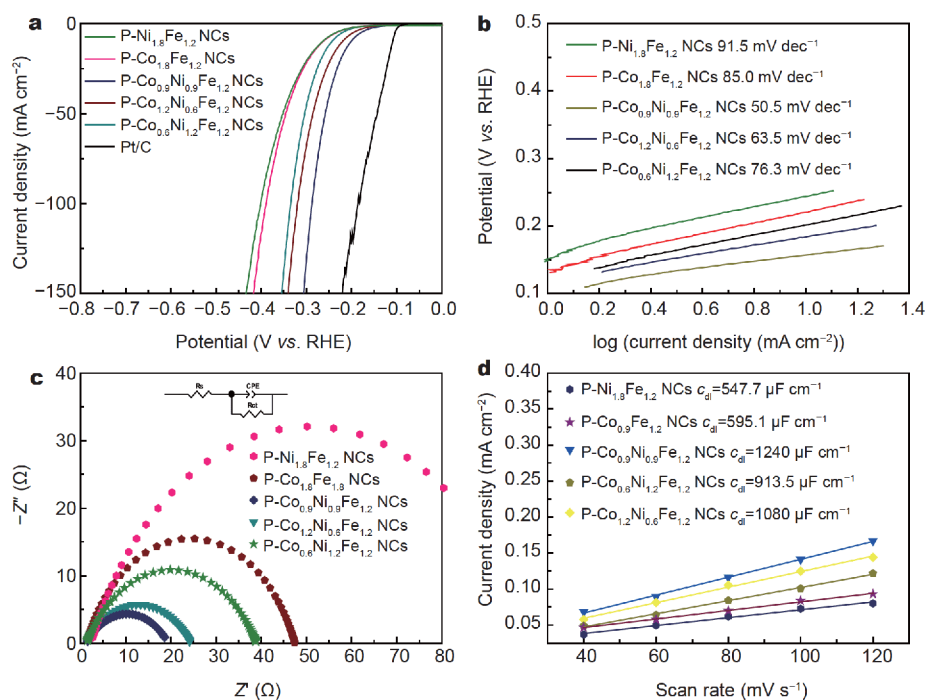 a
P-Ni1.8Fe1.2 NCs
P-Co1.8Fe1.2 NCs
P-Co0.9Ni0.9Fe1.2 NCs
P-Co1.2Ni0.6Fe1.2 NCs
P-Co0.6Ni1.2Fe1.2 NCs
Pt/C
0
−50
−100
−150
Current density (mA cm−2)
−0.8 −0.7 −0.6 −0.5 −0.4 −0.3 −0.2 −0.1 0.0
Potential (V vs. RHE)
b
P-Ni1.8Fe1.2 NCs 91.5 mV dec−1
P-Co1.8Fe1.2 NCs 85.0 mV dec−1
P-Co0.9Ni0.9Fe1.2 NCs 50.5 mV dec−1
P-Co1.2Ni0.6Fe1.2 NCs 63.5 mV dec−1
P-Co0.6Ni1.2Fe1.2 NCs 76.3 mV dec−1
0.5
0.4
0.3
0.2
0.1
Potential (V vs. RHE)
0.0 0.2 0.4 0.6 0.8 1.0 1.2 1.4
log (current density (mA cm−2))
c
Rs
CPE
Rct
P-Ni1.8Fe1.2 NCs
P-Co1.8Fe1.8 NCs
P-Co0.9Ni0.9Fe1.2 NCs
P-Co1.2Ni0.6Fe1.2 NCs
P-Co0.6Ni1.2Fe1.2 NCs
40
30
20
10
0
−Z″ (Ω)
0 10 20 30 40 50 60 70 80
Z′ (Ω)
d
P-Ni1.8Fe1.2 NCs cdl=547.7 µF cm−1
P-Co0.9Fe1.2 NCs cdl=595.1 µF cm−1
P-Co0.9Ni0.9Fe1.2 NCs cdl=1240 µF cm−1
P-Co0.6Ni1.2Fe1.2 NCs cdl=913.5 µF cm−1
P-Co1.2Ni0.6Fe1.2 NCs cdl=1080 µF cm−1
0.40
0.35
0.30
0.25
0.20
0.15
0.10
0.05
Current density (mA cm−2)
40 60 80 100 120
Scan rate (mV s−1)